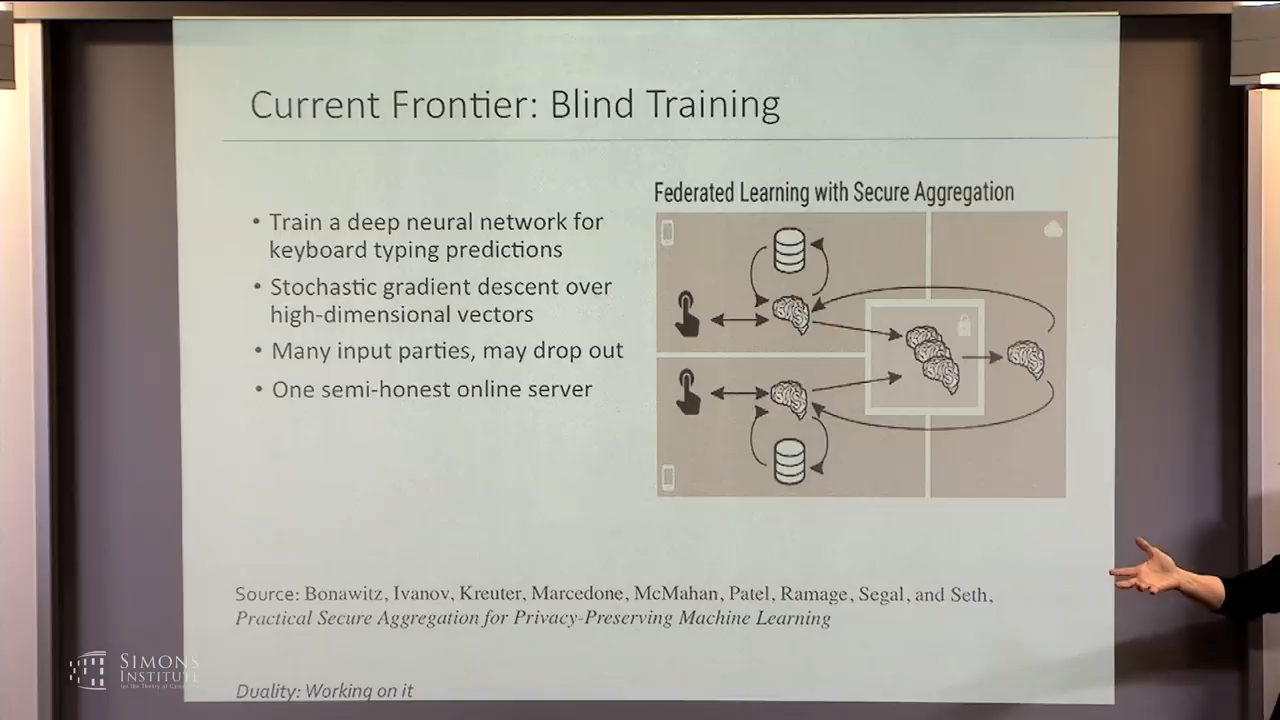 Current Frontier: Blind Training
Federated Learning with Secure Aggregation
• Train a deep neural network for
keyboard typing predictions
• Stochastic gradient descent over
high-dimensional vectors
• Many input parties, may drop out
• One semi-honest online server
Source: Bonawitz, Ivanov, Kreuter, Marcedone, McMahan, Patel, Ramage, Segal, and Seth,
Practical Secure Aggregation for Privacy-Preserving Machine Learning
SIMONS
INSTITUTE
Duality: Working on it